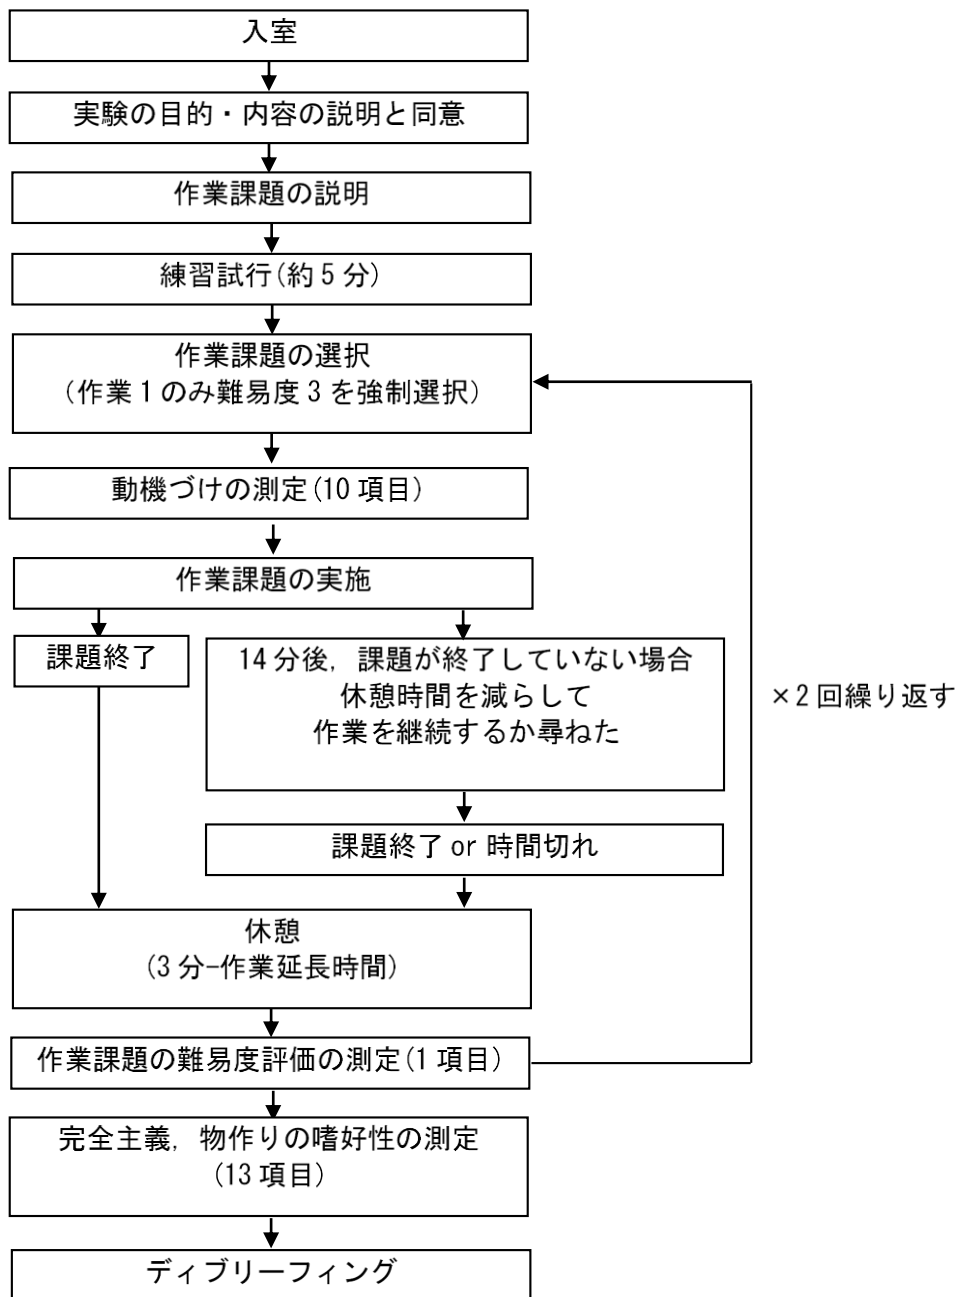 入室
実験の目的・内容の説明と同意
作業課題の説明
練習試行(約5分)
作業課題の選択
(作業1のみ難易度3を強制選択)
動機づけの測定(10項目)
作業課題の実施
課題終了
14分後,課題が終了していない場合
休憩時間を減らして
作業を継続するか尋ねた
×2回繰り返す
課題終了or時間切れ
休憩
(3分-作業延長時間)
作業課題の難易度評価の測定(1項目)
完全主義,物作りの嗜好性の測定
(13項目)
ディブリーフィング